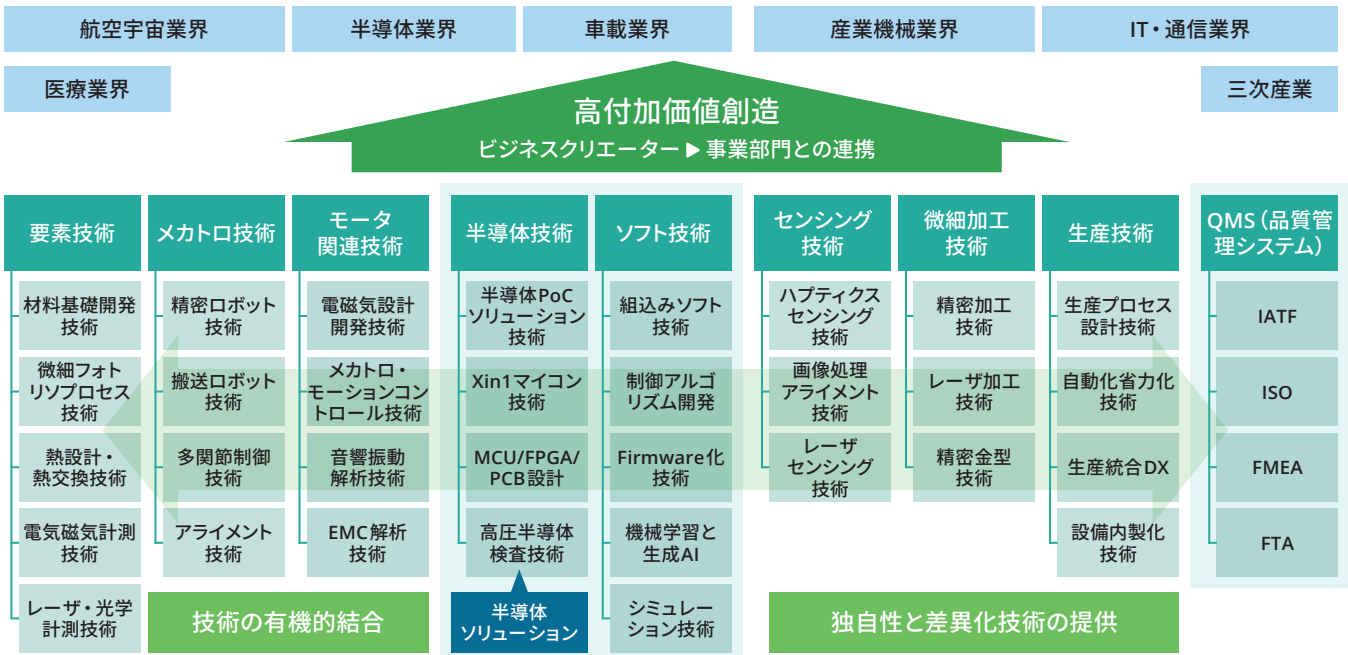 航空宇宙業界
半導体業界
車載業界
産業機械業界
IT・通信業界
医療業界
三次産業
高付加価値創造
ビジネスクリエーター▶事業部門との連携
要素技術
材料基礎開発
技術
微細フォト
リソプロセス
技術
熱設計・
熱交換技術
電気磁気計測
技術
レーザ・光学
計測技術
メカトロ技術
精密ロボット
技術
搬送ロボット
技術
多関節制御
技術
アライメント
技術
モータ
関連技術
電磁気設計
開発技術
メカトロ・
モーションコン
トロール技術
音響振動
解析技術
EMC解析
技術
技術の有機的結合
半導体技術
半導体PoC
ソリューション
技術
Xin1マイコン
技術
MCU/FPGA/
PCB設計
高圧半導体
検査技術
半導体
ソリューション
ソフト技術
組込みソフト
技術
制御アルゴ
リズム開発
Firmware化
技術
機械学習と
生成AI
シミュレー
ション技術
センシング
技術
ハプティクス
センシング
技術
画像処理
アライメント
技術
レーザ
センシング
技術
微細加工
技術
精密加工
技術
レーザ加工
技術
精密金型
技術
生産技術
生産プロセス
設計技術
自動化省力化
技術
生産統合DX
設備内製化
技術
独自性と差異化技術の提供
QMS(品質管
理システム)
IATF
ISO
FMEA
FTA